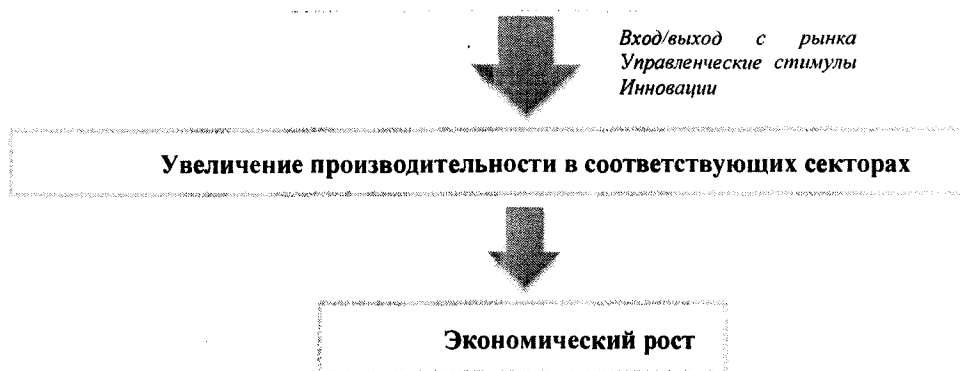 Вход/выход с рынка
Управленческие стимулы
Инновации
Увеличение производительности в соответствующих секторах
Экономический рост